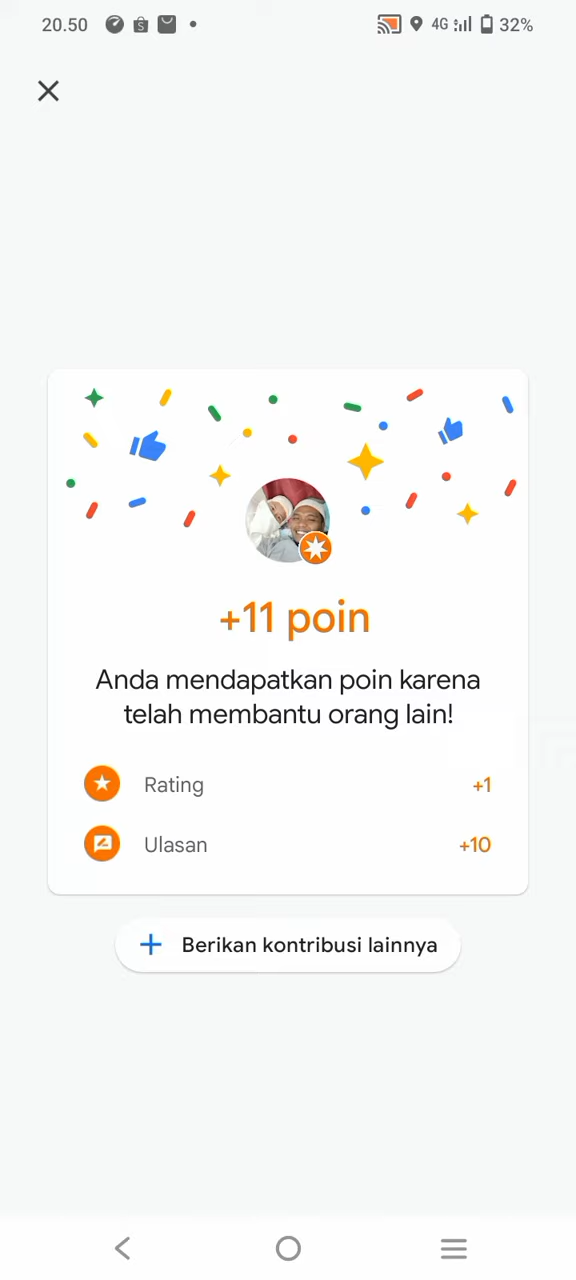 20.50 4G 32%
+11 poin
Anda mendapatkan poin karena
telah membantu orang lain!
Rating +1
Ulasan +10
Berikan kontribusi lainnya